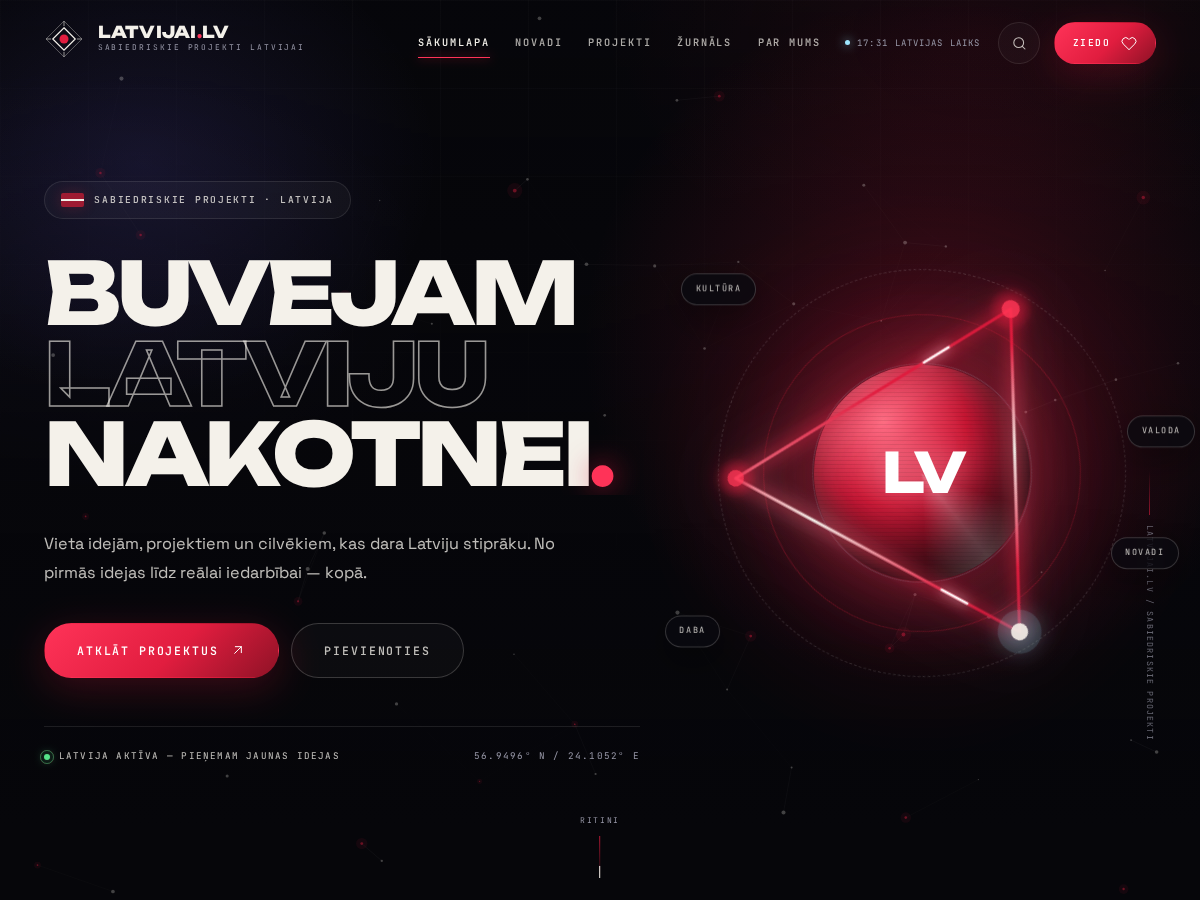 LATVIJAI.LV
SABIEDRISKIE PROJEKTI LATVIJAI
SĀKUMLAPA
NOVADI
PROJEKTI
ŽURNĀLS
PAR MUMS
17:31 LATVIJAS LAIKS
ZIEDO
SABIEDRISKIE PROJEKTI · LATVIJA
BUVEJAM
LATVIJU
NAKOTNEI.
Vieta idejām, projektiem un cilvēkiem, kas dara Latviju stiprāku. No
pirmās idejas līdz reālai iedarbībai — kopā.
ATKLĀT PROJEKTUS
PIEVIENOTIES
LATVIJA AKTĪVA — PIEŅEMAM JAUNAS IDEJAS
56.9496° N / 24.1052° E
KULTŪRA
VALODA
LV
NOVADI
DABA
/ SABIEDRISKIE PROJEKTI
RITINI